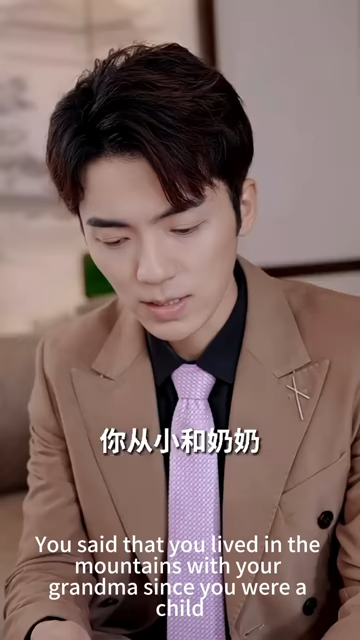 你从小和奶奶
You said that you lived in the
mountains with your
grandma since you were a
child